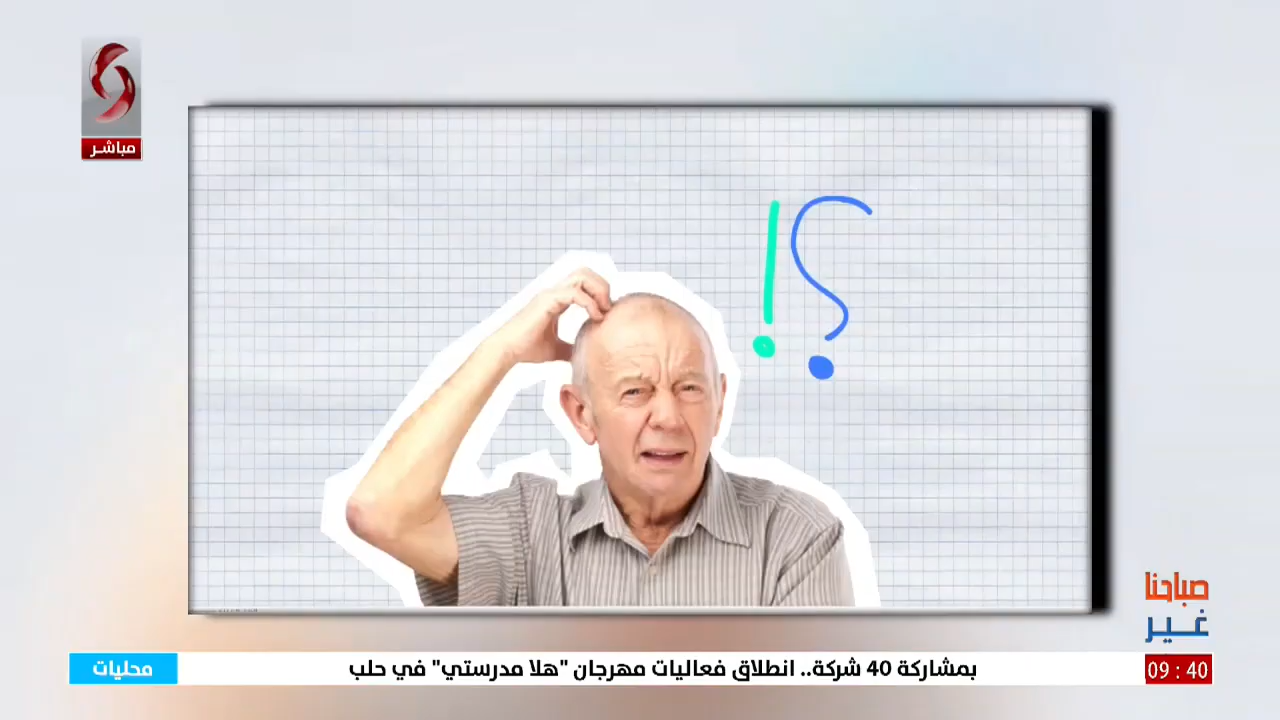 مباشر
؟!
صباحنا
غير
09 : 40
محليات
بمشاركة 40 شركة.. انطلاق فعاليات مهرجان "هلا مدرستي" في حلب